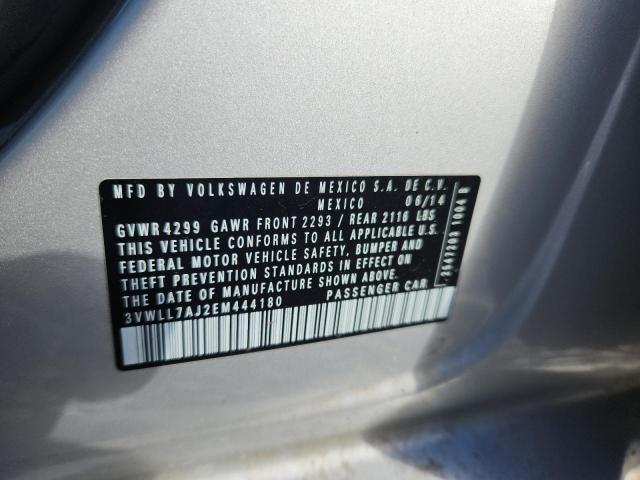 MFD BY VOLKSWAGEN DE MEXICO S.A. DE C.V.
MEXICO 06/14
GVWR 4299 GAWR FRONT 2293 / REAR 2116 LBS
THIS VEHICLE CONFORMS TO ALL APPLICABLE U.S.
FEDERAL MOTOR VEHICLE SAFETY, BUMPER AND
THEFT PREVENTION STANDARDS IN EFFECT ON
THE DATE OF MANUFACTURE SHOWN ABOVE.
3VWLL7AJ2EM444180 PASSENGER CAR
1004 B